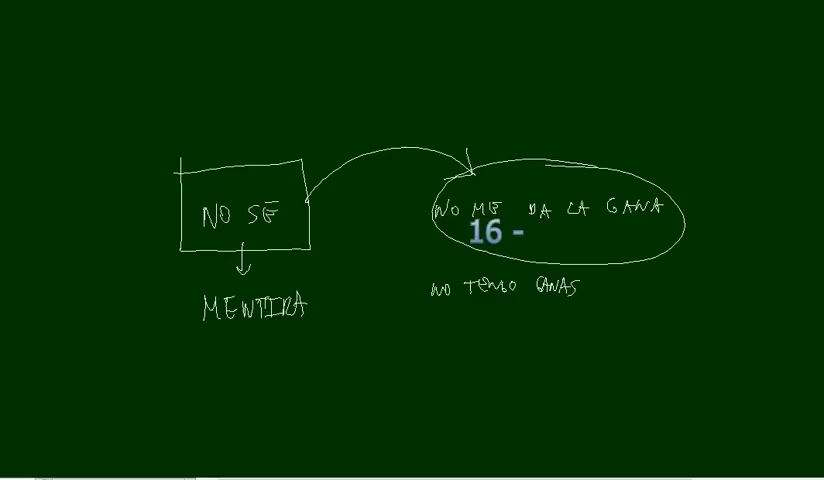 NO SÉ
MENTIRA
NO ME DA LA GANA
16 -
NO TENGO GANAS